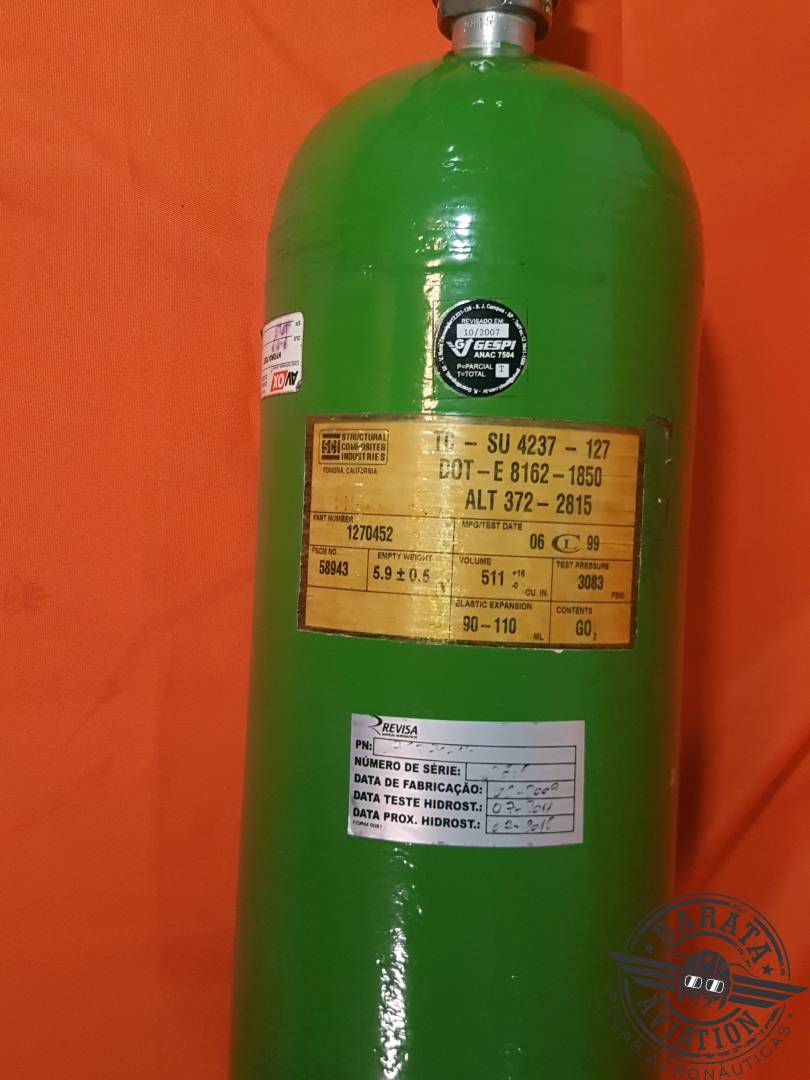 REVISADO EM:
10/2007
GESPI
ANAC 7504
P=PARCIAL
T=TOTAL
T
AVOX
SCI STRUCTURAL
COMPOSITES
INDUSTRIES
POMONA, CALIFORNIA
TC - SU 4237 - 127
DOT - E 8162 - 1850
ALT 372 - 2815
PART NUMBER
1270452
MFG/TEST DATE
06 99
FSCM NO.
58943
EMPTY WEIGHT
5.9 ± 0.5
VOLUME
511 +16 -0 CU. IN.
TEST PRESSURE
3083 PSIG
ELASTIC EXPANSION
90 - 110 ML
CONTENTS
GO2
REVISA
PN:
NÚMERO DE SÉRIE:
DATA DE FABRICAÇÃO:
DATA TESTE HIDROST.: 07-2011
DATA PROX. HIDROST.:
BARATA
AVIATION
PEÇAS AERONÁUTICAS